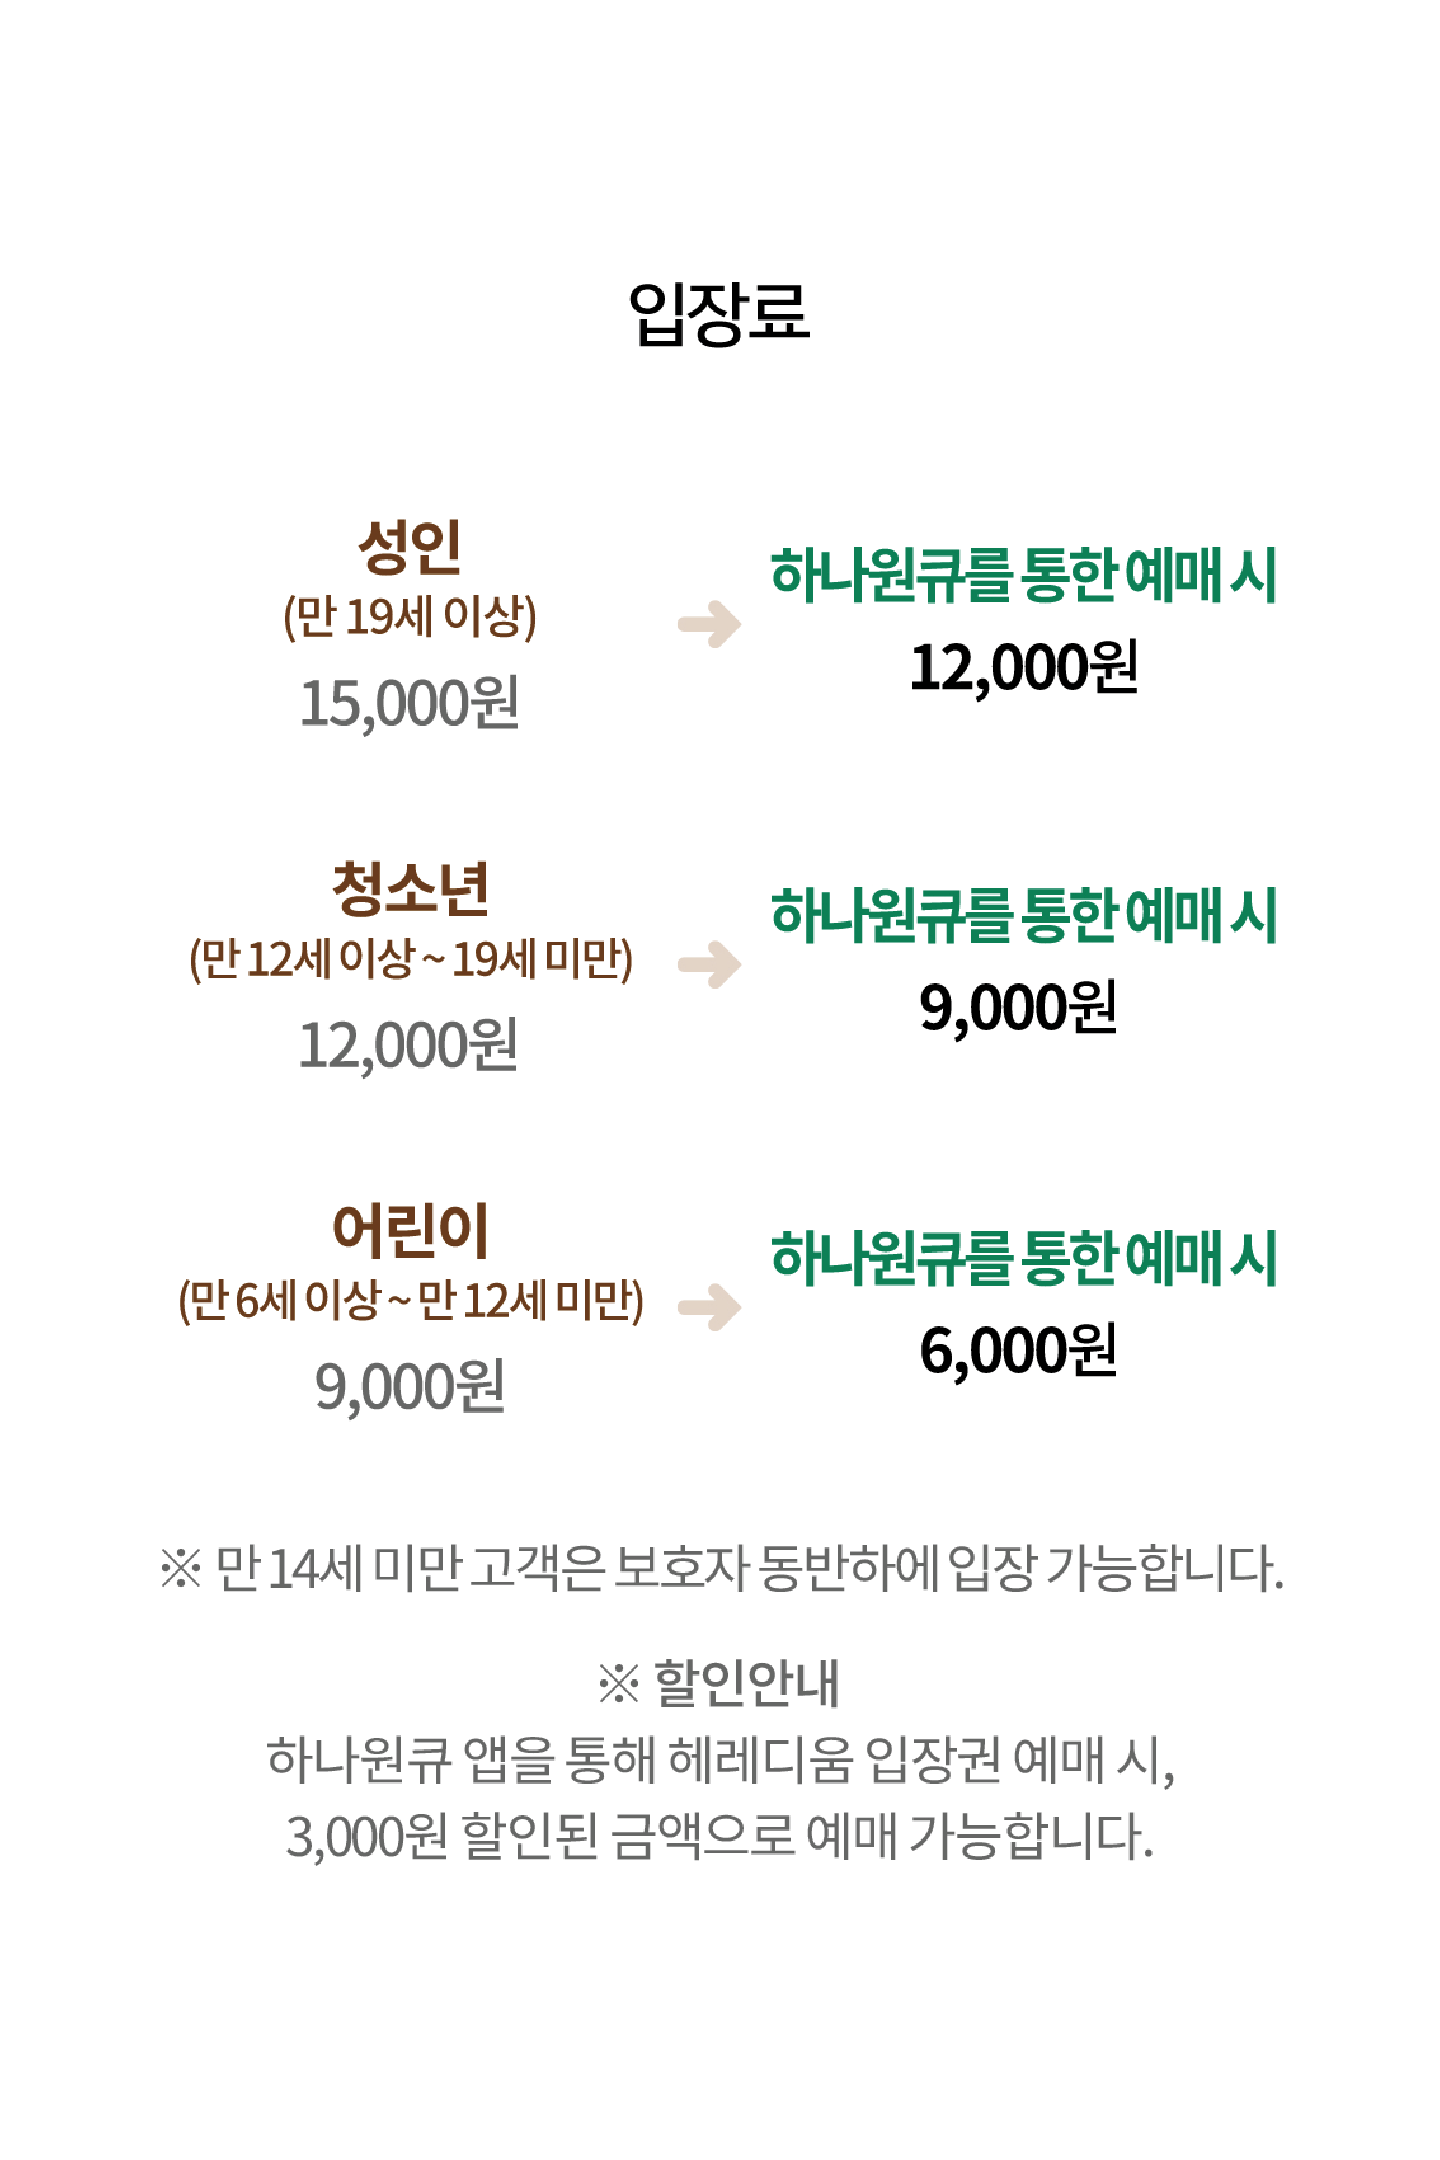 입장료
성인
(만 19세 이상)
15,000원
하나원큐를 통한 예매 시
12,000원
청소년
(만 12세 이상 ~ 19세 미만)
12,000원
하나원큐를 통한 예매 시
9,000원
어린이
(만 6세 이상 ~ 만 12세 미만)
9,000원
하나원큐를 통한 예매 시
6,000원
※ 만 14세 미만 고객은 보호자 동반하에 입장 가능합니다.
※ 할인안내
하나원큐 앱을 통해 헤레디움 입장권 예매 시,
3,000원 할인된 금액으로 예매 가능합니다.